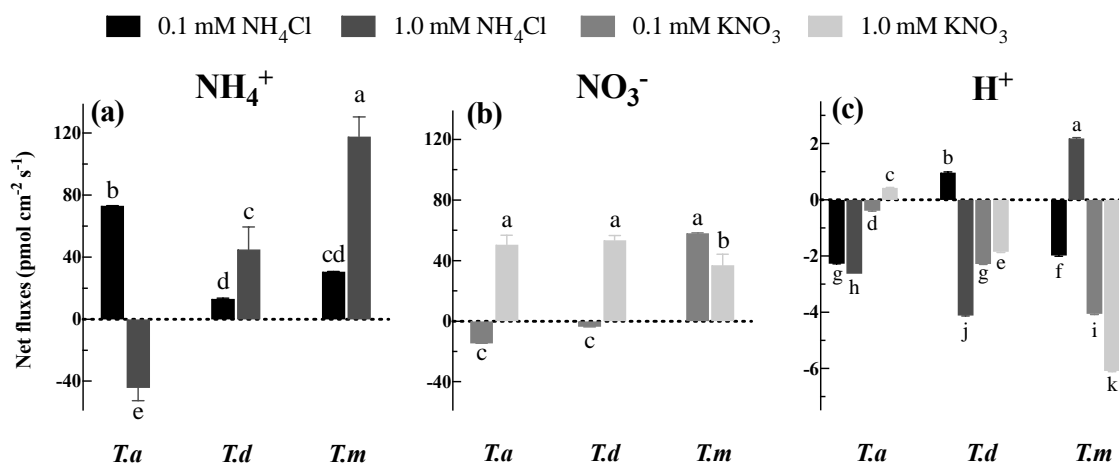 0.1 mM NH₄Cl 1.0 mM NH₄Cl 0.1 mM KNO₃ 1.0 mM KNO₃
NH₄⁺ NO₃⁻ H⁺
Net fluxes (pmol cm⁻² s⁻¹)
(a)
120
80
40
0
-40
b
e
d
c
cd
a
T.a T.d T.m
(b)
120
80
40
0
-40
c
a
c
a
a
b
T.a T.d T.m
(c)
2
0
-2
-4
-6
g
h
d
c
b
j
g
e
f
a
i
k
T.a T.d T.m